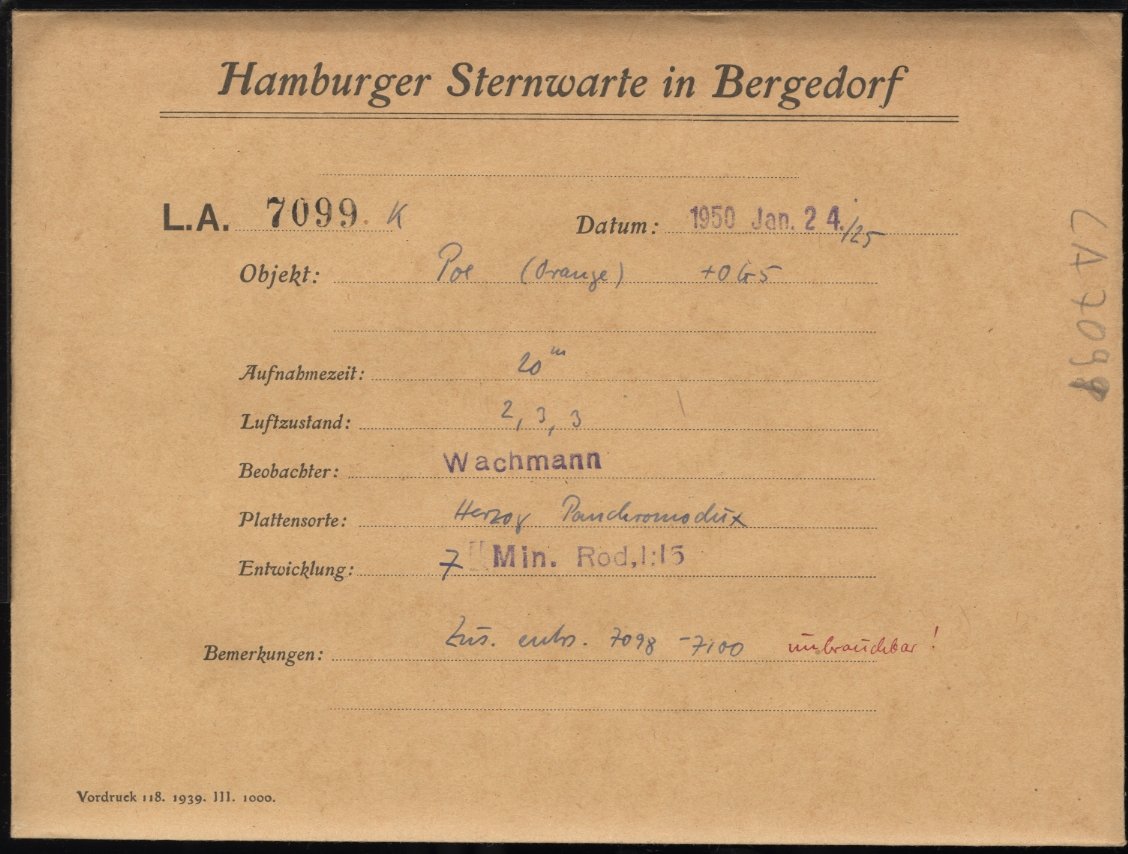 Hamburger Sternwarte in Bergedorf
L.A. 7099. K Datum: 1950 Jan. 24./25
Objekt: Pol (Orange) +OG5
Aufnahmezeit: 20ᵐ
Luftzustand: 2, 3, 3
Beobachter: Wachmann
Plattensorte: Herzog Panchromodux
Entwicklung: 7 Min. Rod, 1:15
Bemerkungen: Zus. entw. 7098 - 7100 unbrauchbar!
Vordruck 118. 1939. III. 1000.
LA 7099